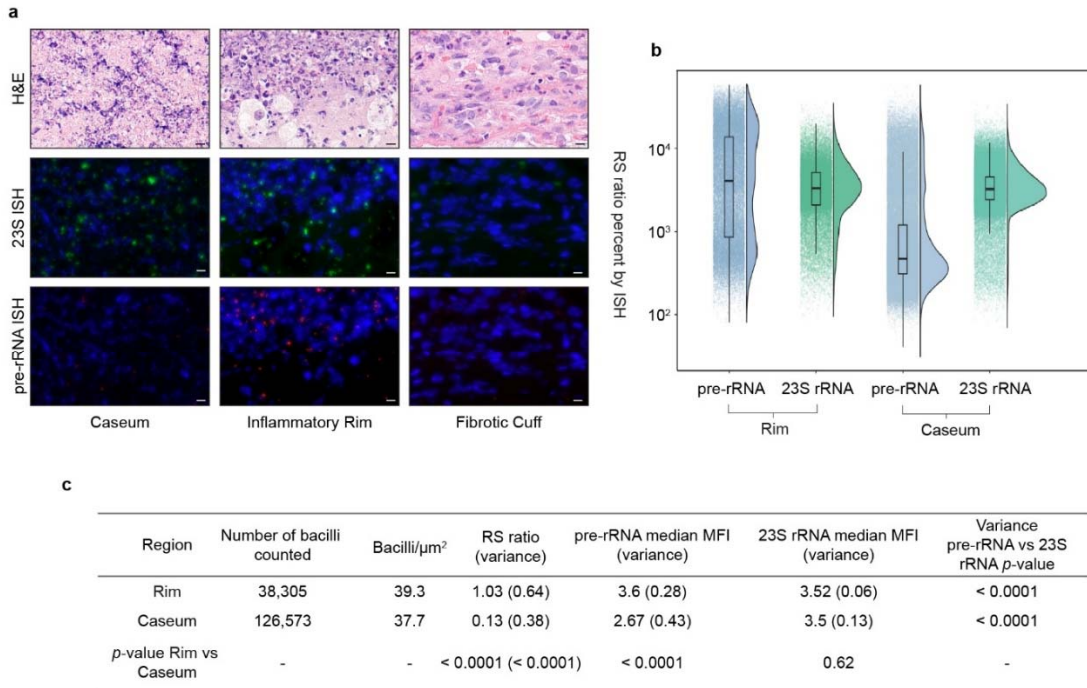 a
H&E
23S ISH
pre-rRNA ISH
Caseum Inflammatory Rim Fibrotic Cuff
b
RS ratio percent by ISH
10⁴
10³
10²
pre-rRNA 23S rRNA pre-rRNA 23S rRNA
Rim Caseum
c
Region Number of bacilli counted Bacilli/µm² RS ratio (variance) pre-rRNA median MFI (variance) 23S rRNA median MFI (variance) Variance pre-rRNA vs 23S rRNA p-value
Rim 38,305 39.3 1.03 (0.64) 3.6 (0.28) 3.52 (0.06) < 0.0001
Caseum 126,573 37.7 0.13 (0.38) 2.67 (0.43) 3.5 (0.13) < 0.0001
p-value Rim vs Caseum - - < 0.0001 (< 0.0001) < 0.0001 0.62 -